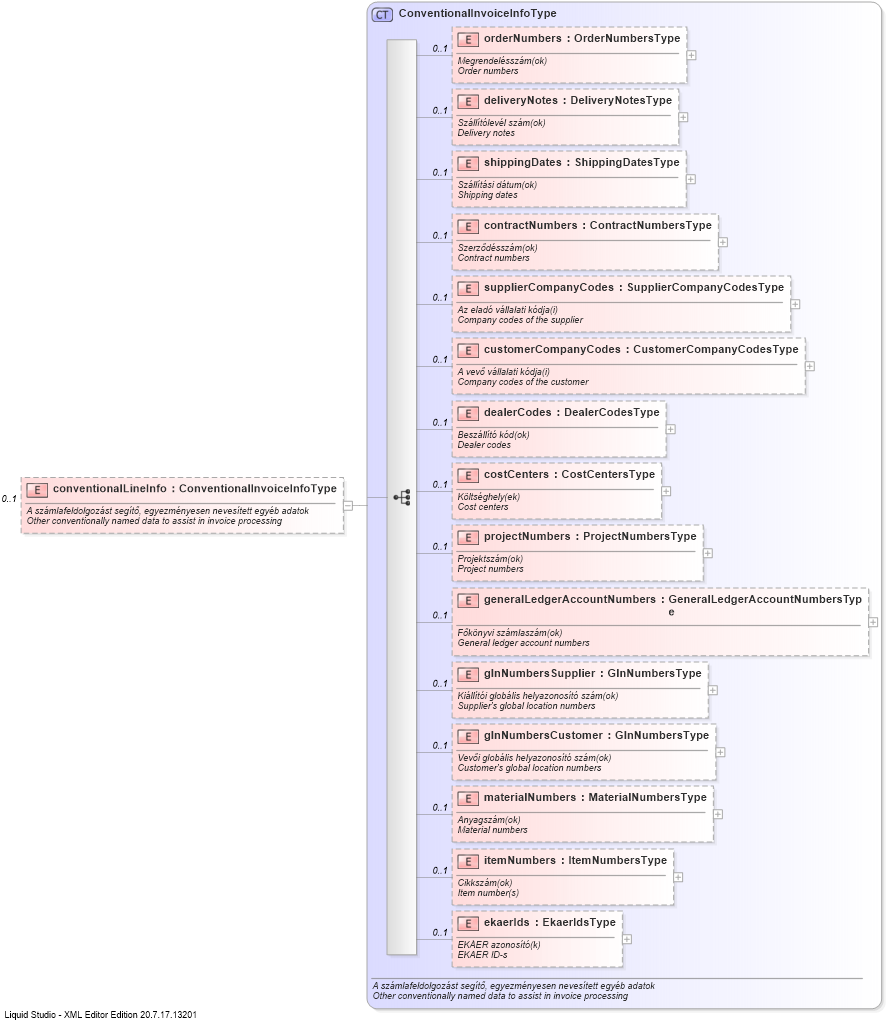 CT ConventionalInvoiceInfoType
0..1
E orderNumbers : OrderNumbersType
Megrendelésszám(ok)
Order numbers
0..1
E deliveryNotes : DeliveryNotesType
Szállítólevél szám(ok)
Delivery notes
0..1
E shippingDates : ShippingDatesType
Szállítási dátum(ok)
Shipping dates
0..1
E contractNumbers : ContractNumbersType
Szerződésszám(ok)
Contract numbers
0..1
E supplierCompanyCodes : SupplierCompanyCodesType
Az eladó vállalati kódja(i)
Company codes of the supplier
0..1
E customerCompanyCodes : CustomerCompanyCodesType
A vevő vállalati kódja(i)
Company codes of the customer
0..1
E dealerCodes : DealerCodesType
Beszállító kód(ok)
Dealer codes
0..1
E costCenters : CostCentersType
Költséghely(ek)
Cost centers
0..1
E conventionalLineInfo : ConventionalInvoiceInfoType
A számlafeldolgozást segítő, egyezményesen nevesített egyéb adatok
Other conventionally named data to assist in invoice processing
0..1
E projectNumbers : ProjectNumbersType
Projektszám(ok)
Project numbers
0..1
E generalLedgerAccountNumbers : GeneralLedgerAccountNumbersTyp
e
Főkönyvi számlaszám(ok)
General ledger account numbers
0..1
E glnNumbersSupplier : GlnNumbersType
Kiállítói globális helyazonosító szám(ok)
Supplier's global location numbers
0..1
E glnNumbersCustomer : GlnNumbersType
Vevői globális helyazonosító szám(ok)
Customer's global location numbers
0..1
E materialNumbers : MaterialNumbersType
Anyagszám(ok)
Material numbers
0..1
E itemNumbers : ItemNumbersType
Cikkszám(ok)
Item number(s)
0..1
E ekaerIds : EkaerIdsType
EKÁER azonosító(k)
EKAER ID-s
A számlafeldolgozást segítő, egyezményesen nevesített egyéb adatok
Other conventionally named data to assist in invoice processing
Liquid Studio - XML Editor Edition 20.7.17.13201